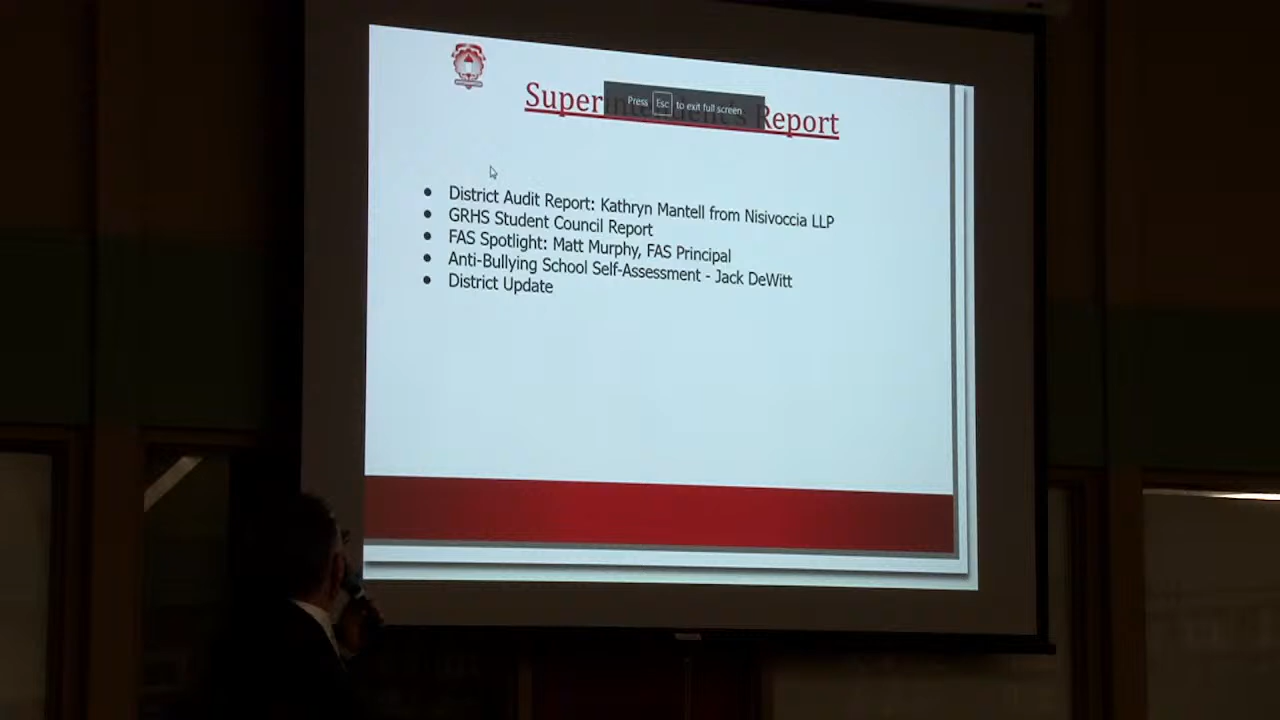 Superintendent's Report
Press Esc to exit full screen
• District Audit Report: Kathryn Mantell from Nisivoccia LLP
• GRHS Student Council Report
• FAS Spotlight: Matt Murphy, FAS Principal
• Anti-Bullying School Self-Assessment - Jack DeWitt
• District Update